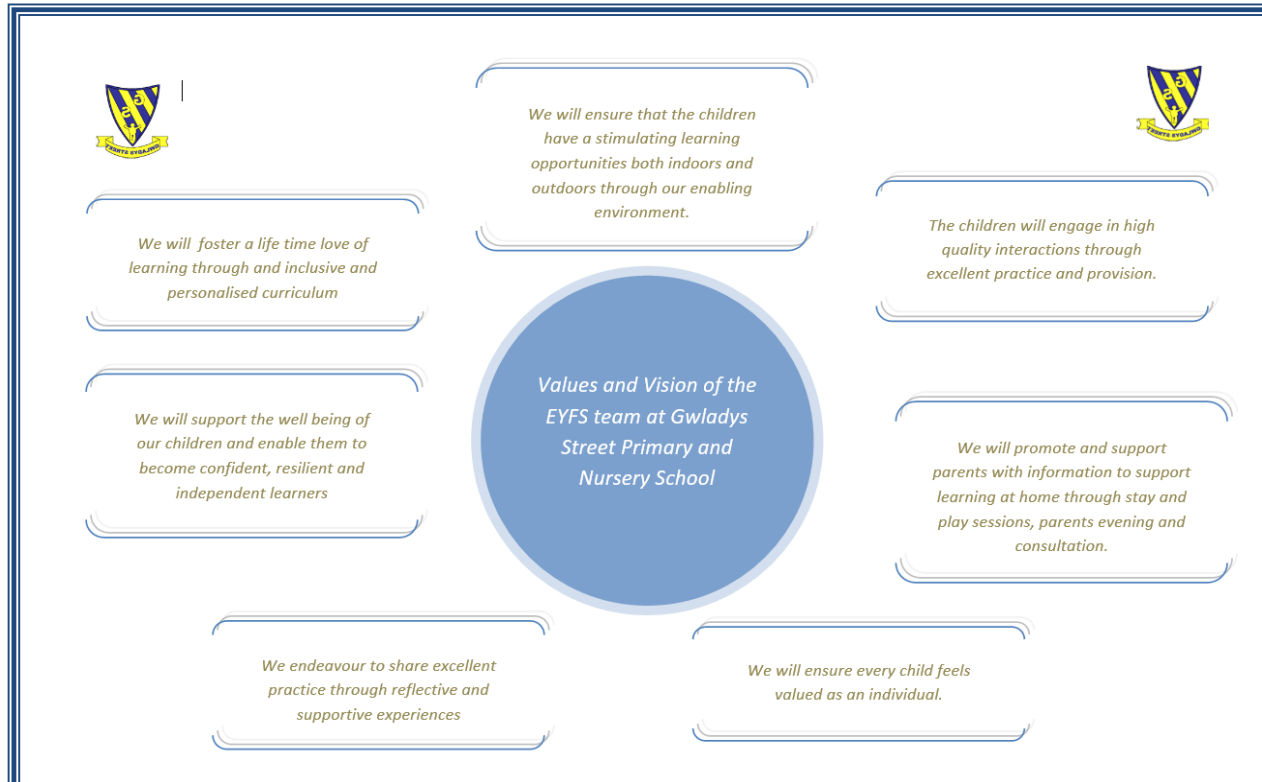 We will ensure that the children
have a stimulating learning
opportunities both indoors and
outdoors through our enabling
environment.
We will  foster a life time love of
learning through and inclusive and
personalised curriculum
The children will engage in high
quality interactions through
excellent practice and provision.
We will support the well being of
our children and enable them to
become confident, resilient and
independent learners
Values and Vision of the
EYFS team at Gwladys
Street Primary and
Nursery School
We will promote and support
parents with information to support
learning at home through stay and
play sessions, parents evening and
consultation.
We endeavour to share excellent
practice through reflective and
supportive experiences
We will ensure every child feels
valued as an individual.
GWLADYS STREET
GWLADYS STREET